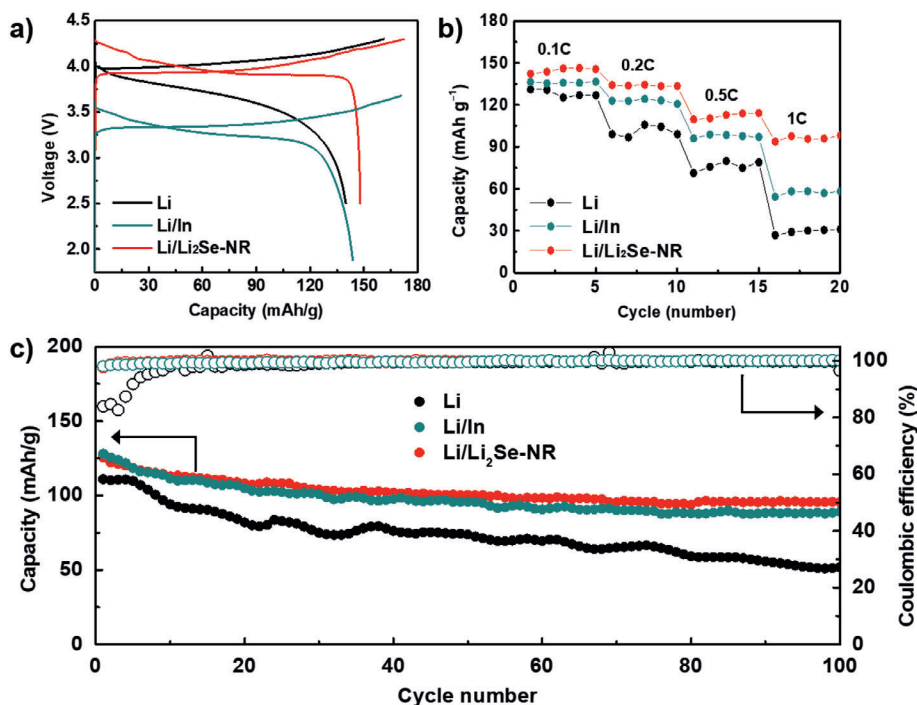 a)
4.5
4.0
3.5
3.0
2.5
2.0
Voltage (V)
Li
Li/In
Li/Li₂Se-NR
0 30 60 90 120 150 180
Capacity (mAh/g)
b)
180
150
120
90
60
30
0
Capacity (mAh g⁻¹)
0.1C
0.2C
0.5C
1C
Li
Li/In
Li/Li₂Se-NR
0 5 10 15 20
Cycle (number)
c)
200
150
100
50
0
Capacity (mAh/g)
Li
Li/In
Li/Li₂Se-NR
100
80
60
40
20
0
Coulombic efficiency (%)
0 20 40 60 80 100
Cycle number